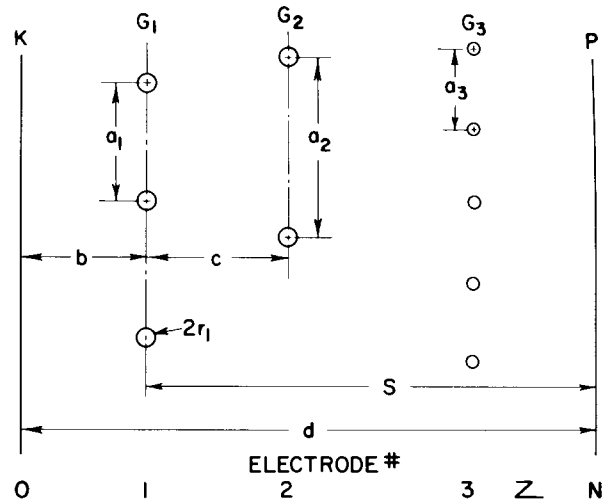 K G₁ G₂ G₃ P
a₁ a₂ a₃
b c
2r₁
S
d
ELECTRODE #
0 1 2 3 Z N